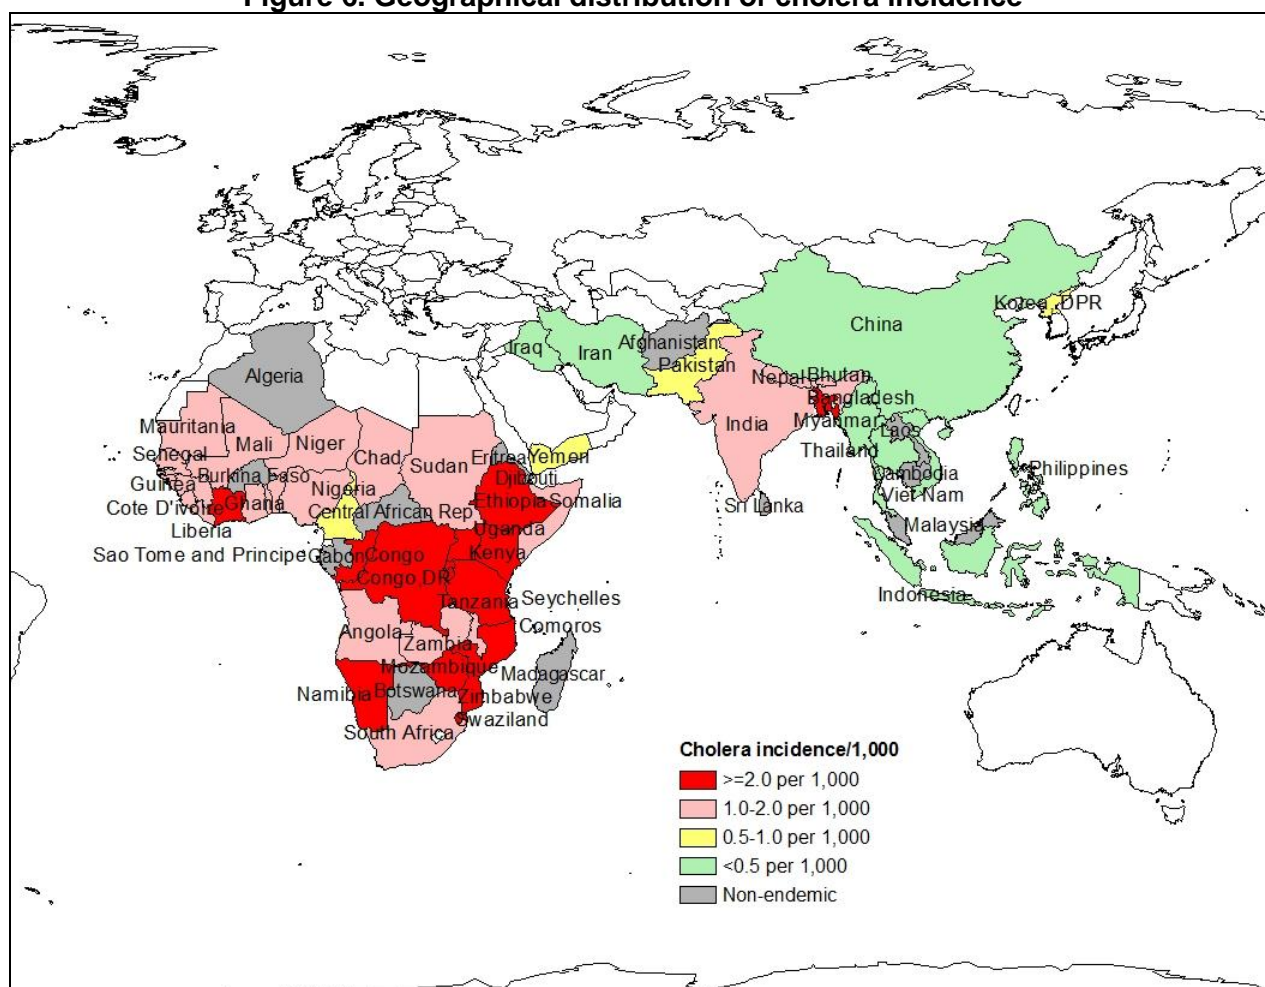 Figure 6. Geographical distribution of cholera incidence
Korea, DPR
China
Iraq
Iran
Afghanistan
Pakistan
Nepal
Bhutan
Algeria
Bangladesh
India
Myanmar
Laos
Mauritania
Mali
Niger
Chad
Sudan
Senegal
Eritrea
Yemen
Thailand
Guinea
Burkina Faso
Nigeria
Djibouti
Cambodia
Philippines
Cote D'ivoire
Ghana
Central African Rep
Ethiopia
Somalia
Sri Lanka
Viet Nam
Liberia
Uganda
Malaysia
Sao Tome and Principe
Gabon
Congo
Kenya
Congo,DR
Tanzania
Seychelles
Indonesia
Comoros
Angola
Zambia
Mozambique
Madagascar
Namibia
Botswana
Zimbabwe
Swaziland
South Africa
Cholera incidence/1,000
>=2.0 per 1,000
1.0-2.0 per 1,000
0.5-1.0 per 1,000
<0.5 per 1,000
Non-endemic